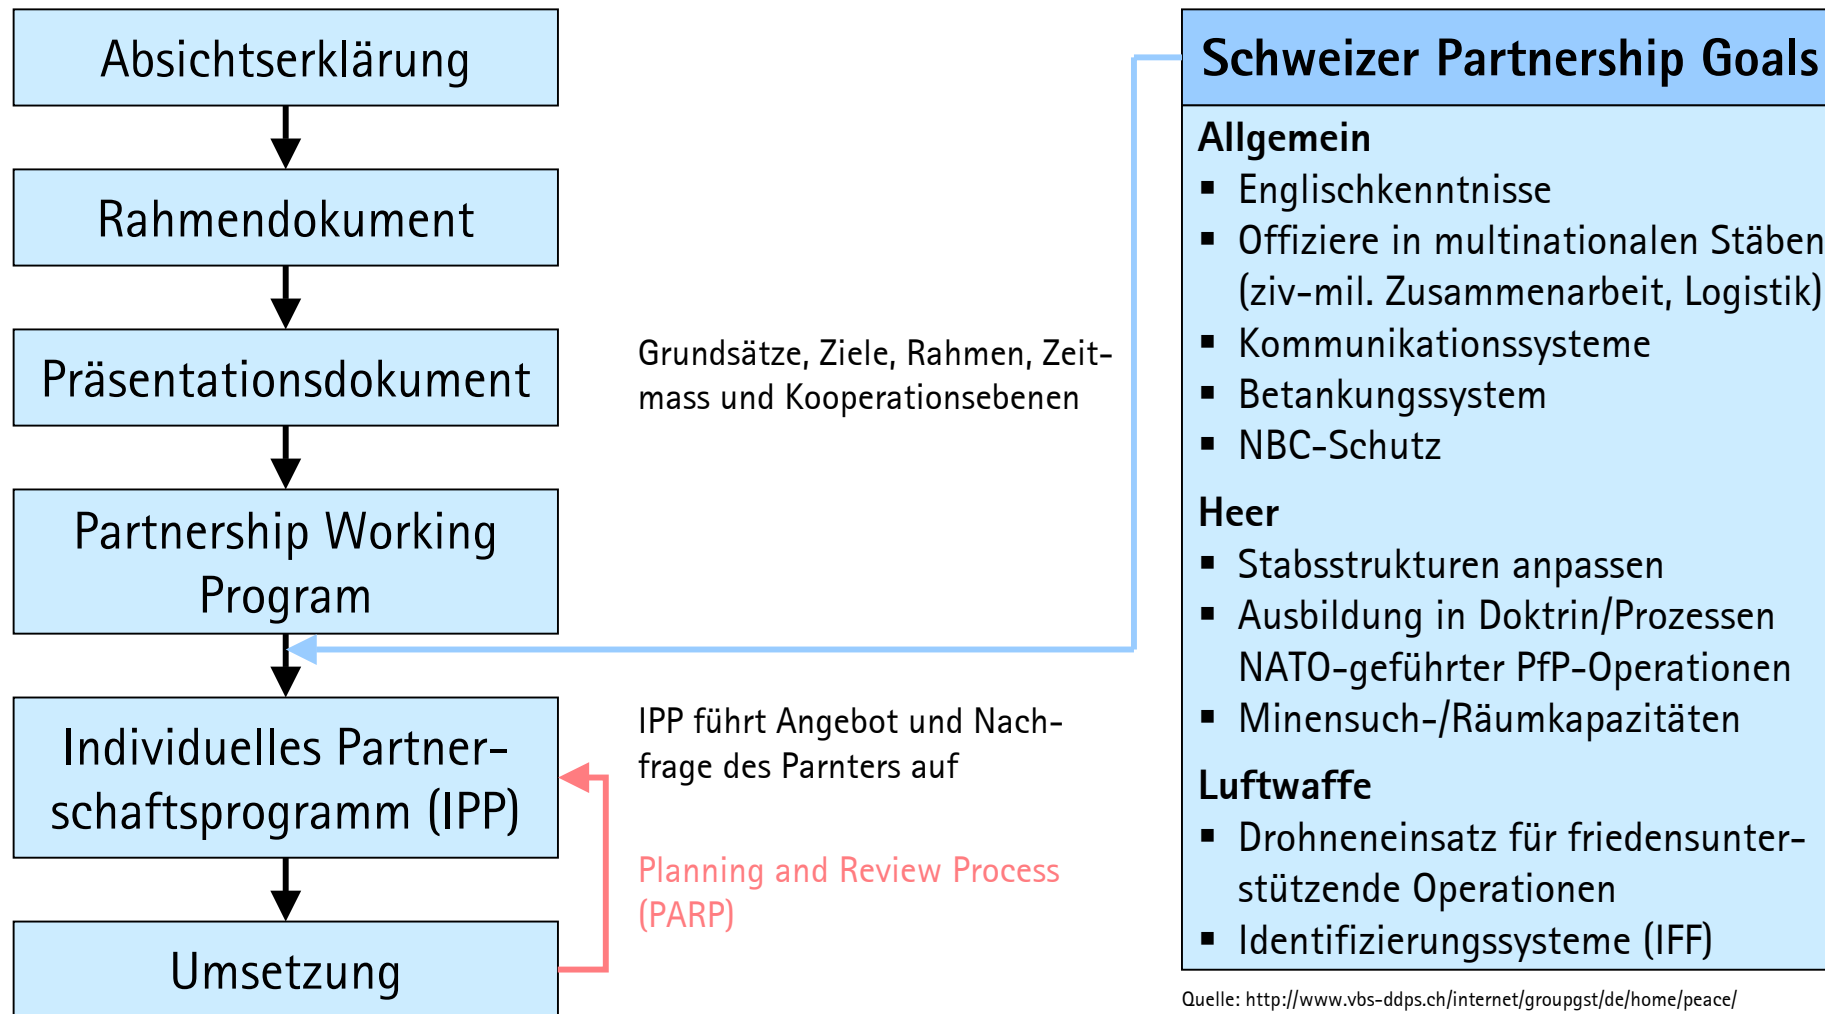 Absichtserklärung
Rahmendokument
Präsentationsdokument
Partnership Working
Program
Individuelles Partner-
schaftsprogramm (IPP)
Umsetzung
Grundsätze, Ziele, Rahmen, Zeit-
mass und Kooperationsebenen
IPP führt Angebot und Nach-
frage des Parnters auf
Planning and Review Process
(PARP)
Schweizer Partnership Goals
Allgemein
▪ Englischkenntnisse
▪ Offiziere in multinationalen Stäben
(ziv-mil. Zusammenarbeit, Logistik)
▪ Kommunikationssysteme
▪ Betankungssystem
▪ NBC-Schutz
Heer
▪ Stabsstrukturen anpassen
▪ Ausbildung in Doktrin/Prozessen
NATO-geführter PfP-Operationen
▪ Minensuch-/Räumkapazitäten
Luftwaffe
▪ Drohneneinsatz für friedensunter-
stützende Operationen
▪ Identifizierungssysteme (IFF)
Quelle: http://www.vbs-ddps.ch/internet/groupgst/de/home/peace/